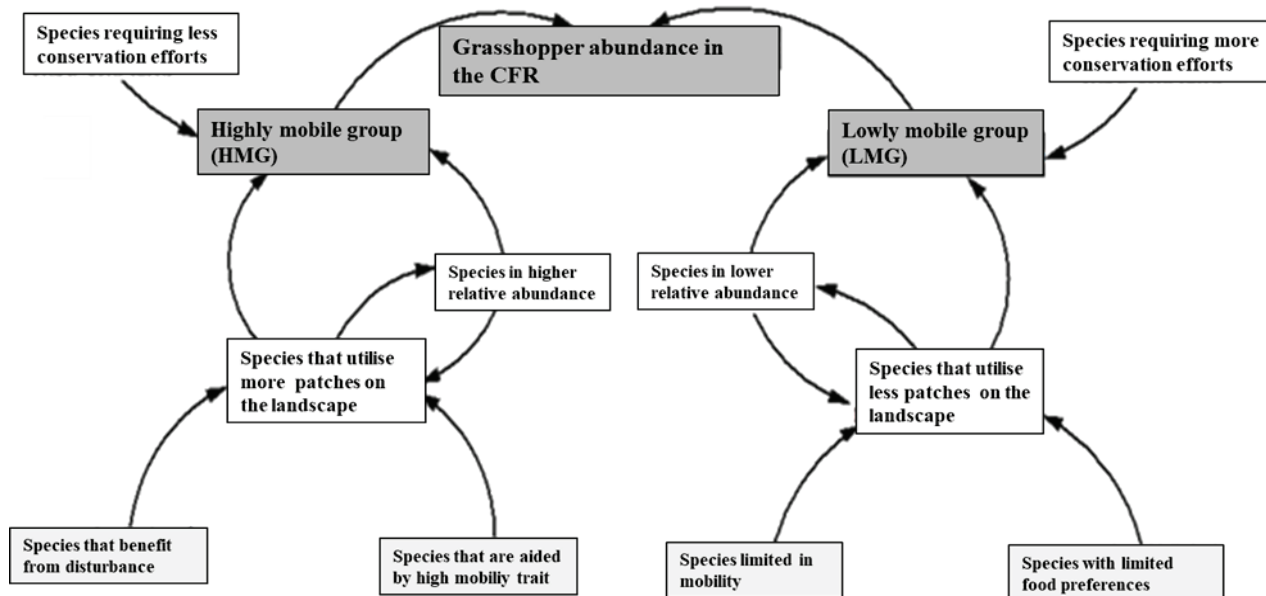 Species requiring less
conservation efforts
Grasshopper abundance in
the CFR
Species requiring more
conservation efforts
Highly mobile group
(HMG)
Lowly mobile group
(LMG)
Species in higher
relative abundance
Species in lower
relative abundance
Species that utilise
more patches on
the landscape
Species that utilise
less patches on the
landscape
Species that benefit
from disturbance
Species that are aided
by high mobiliy trait
Species limited in
mobility
Species with limited
food preferences